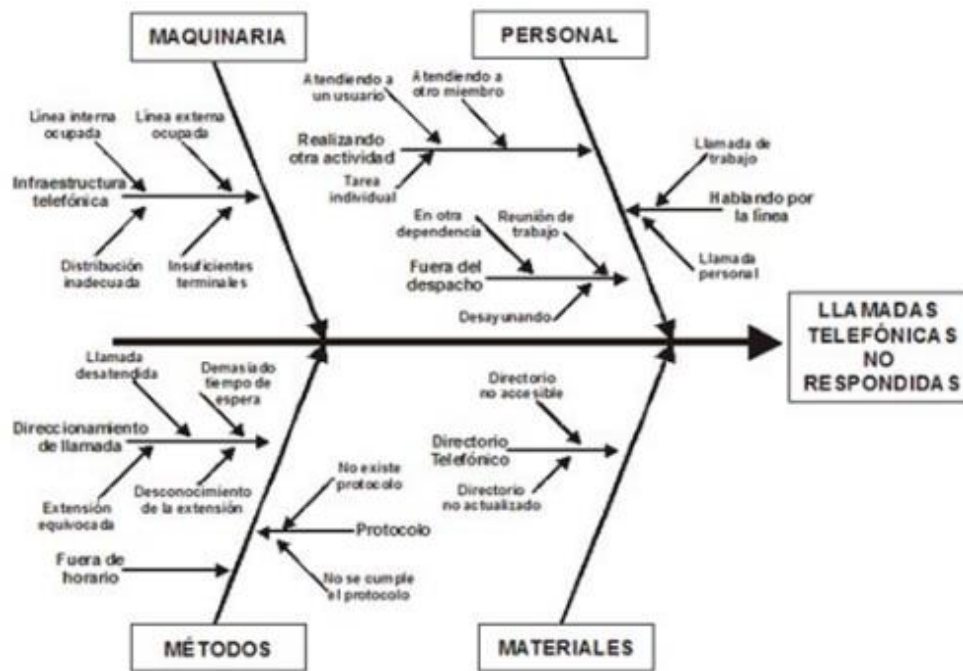 MAQUINARIA
PERSONAL
Línea interna
ocupada
Línea externa
ocupada
Infraestructura
telefónica
Distribución
inadecuada
Insuficientes
terminales
Atendiendo a
un usuario
Atendiendo a
otro miembro
Realizando
otra actividad
Tarea
individual
Llamada de
trabajo
Hablando por
la línea
Llamada
personal
En otra
dependencia
Reunión de
trabajo
Fuera del
despacho
Desayunando
LLAMADAS
TELEFÓNICAS
NO
RESPONDIDAS
Llamada
desatendida
Demasiado
tiempo de
espera
Direccionamiento
de llamada
Extensión
equivocada
Desconocimiento
de la extensión
No existe
protocolo
Protocolo
No se cumple
el protocolo
Fuera de
horario
Directorio
no accesible
Directorio
Telefónico
Directorio
no actualizado
MÉTODOS
MATERIALES